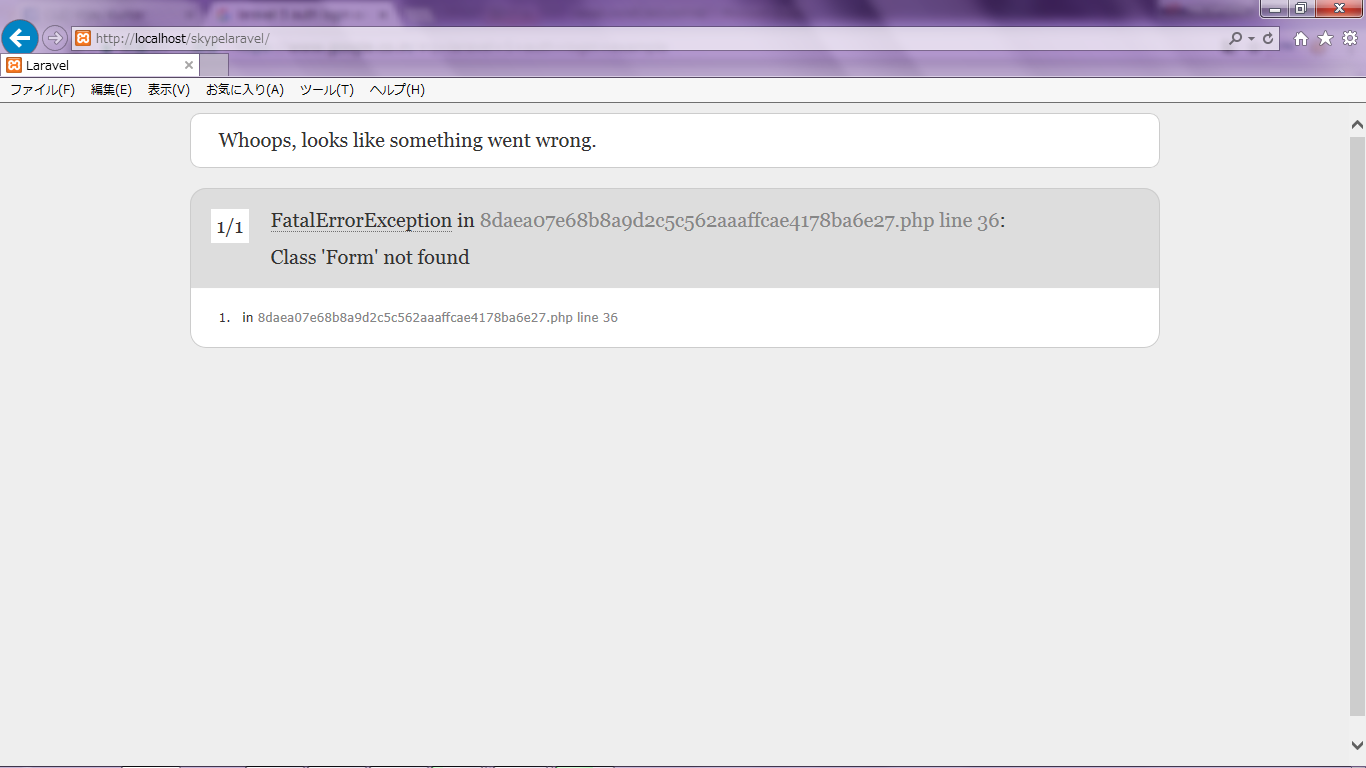 http://localhost/skypelaravel/
Laravel
ファイル(F) 編集(E) 表示(V) お気に入り(A) ツール(T) ヘルプ(H)
Whoops, looks like something went wrong.
1/1
FatalErrorException in 8daea07e68b8a9d2c5c562aaaffcae4178ba6e27.php line 36:
Class 'Form' not found
1. in 8daea07e68b8a9d2c5c562aaaffcae4178ba6e27.php line 36